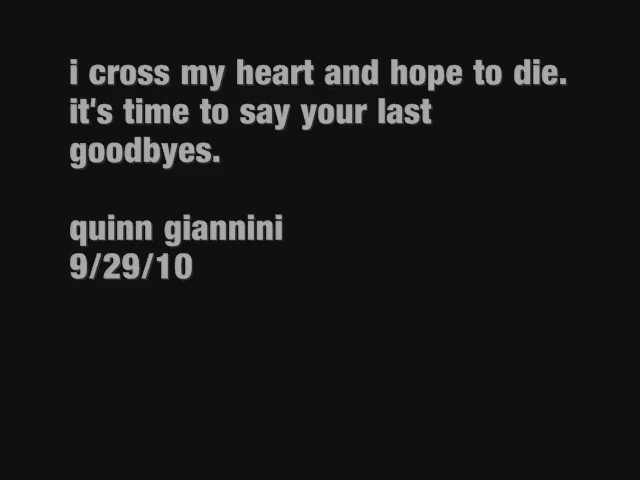 i cross my heart and hope to die.
it's time to say your last
goodbyes.
quinn giannini
9/29/10